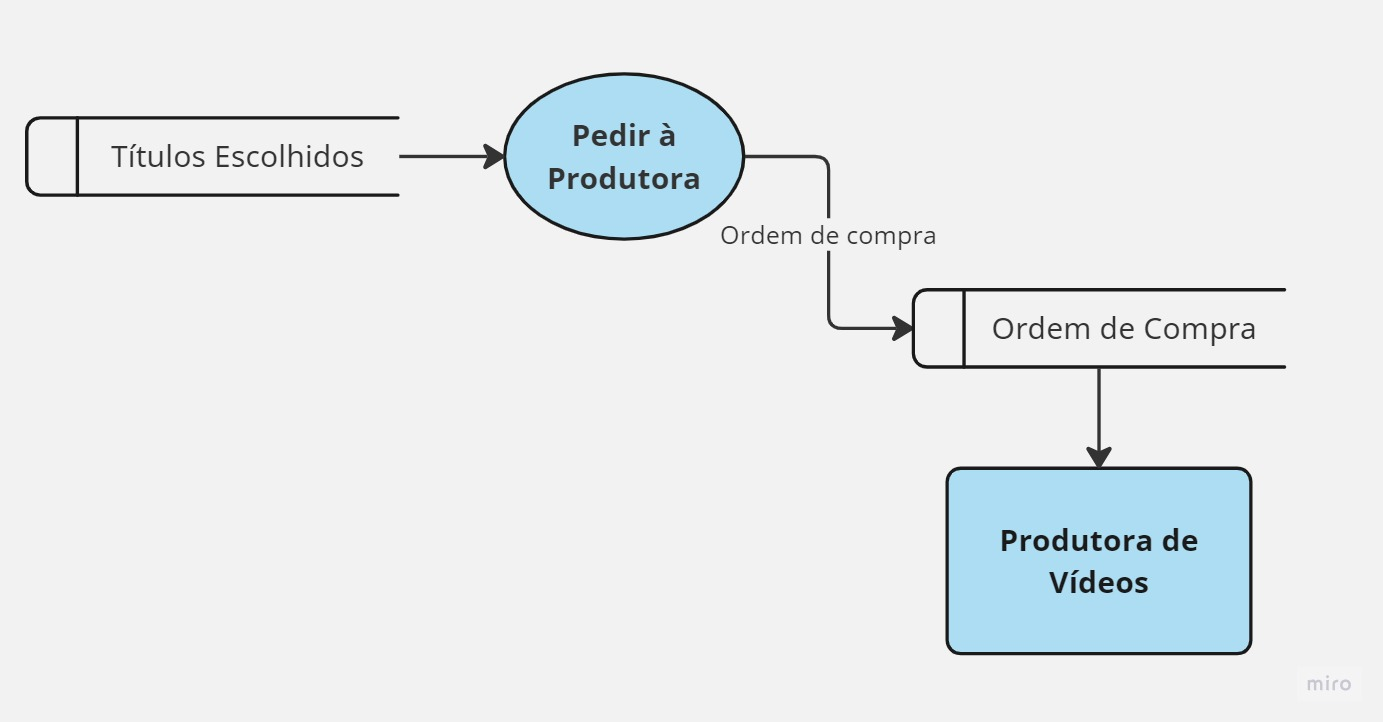 Títulos Escolhidos
Pedir à
Produtora
Ordem de compra
Ordem de Compra
Produtora de
Vídeos
miro